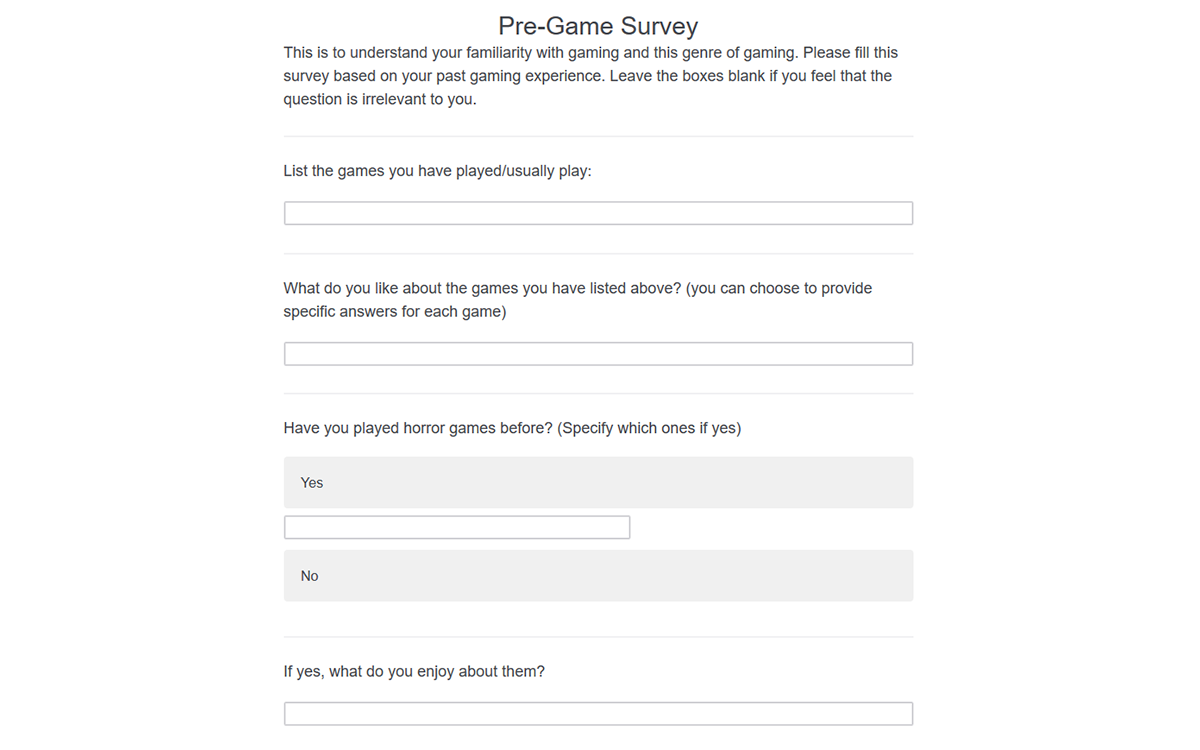 Pre-Game Survey
This is to understand your familiarity with gaming and this genre of gaming. Please fill this
survey based on your past gaming experience. Leave the boxes blank if you feel that the
question is irrelevant to you.
List the games you have played/usually play:
What do you like about the games you have listed above? (you can choose to provide
specific answers for each game)
Have you played horror games before? (Specify which ones if yes)
Yes
No
If yes, what do you enjoy about them?